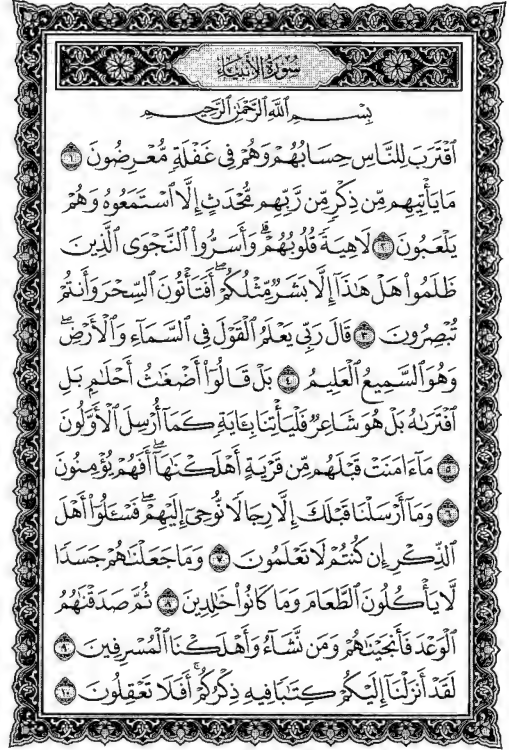 سُورَةُ الأَنبِيَاءِ
بِسْمِ ٱللَّهِ ٱلرَّحْمَٰنِ ٱلرَّحِيمِ
ٱقْتَرَبَ لِلنَّاسِ حِسَابُهُمْ وَهُمْ فِي غَفْلَةٍ مُّعْرِضُونَ ١
مَا يَأْتِيهِم مِّن ذِكْرٍ مِّن رَّبِّهِم مُّحْدَثٍ إِلَّا ٱسْتَمَعُوهُ وَهُمْ
يَلْعَبُونَ ٢ لَاهِيَةً قُلُوبُهُمْ ۗ وَأَسَرُّوا۟ ٱلنَّجْوَى ٱلَّذِينَ
ظَلَمُوا۟ هَلْ هَٰذَآ إِلَّا بَشَرٌ مِّثْلُكُمْ ۖ أَفَتَأْتُونَ ٱلسِّحْرَ وَأَنتُمْ
تُبْصِرُونَ ٣ قَالَ رَبِّي يَعْلَمُ ٱلْقَوْلَ فِي ٱلسَّمَآءِ وَٱلْأَرْضِ ۖ
وَهُوَ ٱلسَّمِيعُ ٱلْعَلِيمُ ٤ بَلْ قَالُوٓا۟ أَضْغَٰثُ أَحْلَٰمٍۭ بَلِ
ٱفْتَرَىٰهُ بَلْ هُوَ شَاعِرٌ فَلْيَأْتِنَا بِـَٔايَةٍ كَمَآ أُرْسِلَ ٱلْأَوَّلُونَ
٥ مَآ ءَامَنَتْ قَبْلَهُم مِّن قَرْيَةٍ أَهْلَكْنَٰهَآ ۖ أَفَهُمْ يُؤْمِنُونَ
٦ وَمَآ أَرْسَلْنَا قَبْلَكَ إِلَّا رِجَالًا نُّوحِيٓ إِلَيْهِمْ ۖ فَسْـَٔلُوٓا۟ أَهْلَ
ٱلذِّكْرِ إِن كُنتُمْ لَا تَعْلَمُونَ ٧ وَمَا جَعَلْنَٰهُمْ جَسَدًا
لَّا يَأْكُلُونَ ٱلطَّعَامَ وَمَا كَانُوا۟ خَٰلِدِينَ ٨ ثُمَّ صَدَقْنَٰهُمُ
ٱلْوَعْدَ فَأَنجَيْنَٰهُمْ وَمَن نَّشَآءُ وَأَهْلَكْنَا ٱلْمُسْرِفِينَ ٩
لَقَدْ أَنزَلْنَآ إِلَيْكُمْ كِتَٰبًا فِيهِ ذِكْرُكُمْ ۖ أَفَلَا تَعْقِلُونَ ١٠